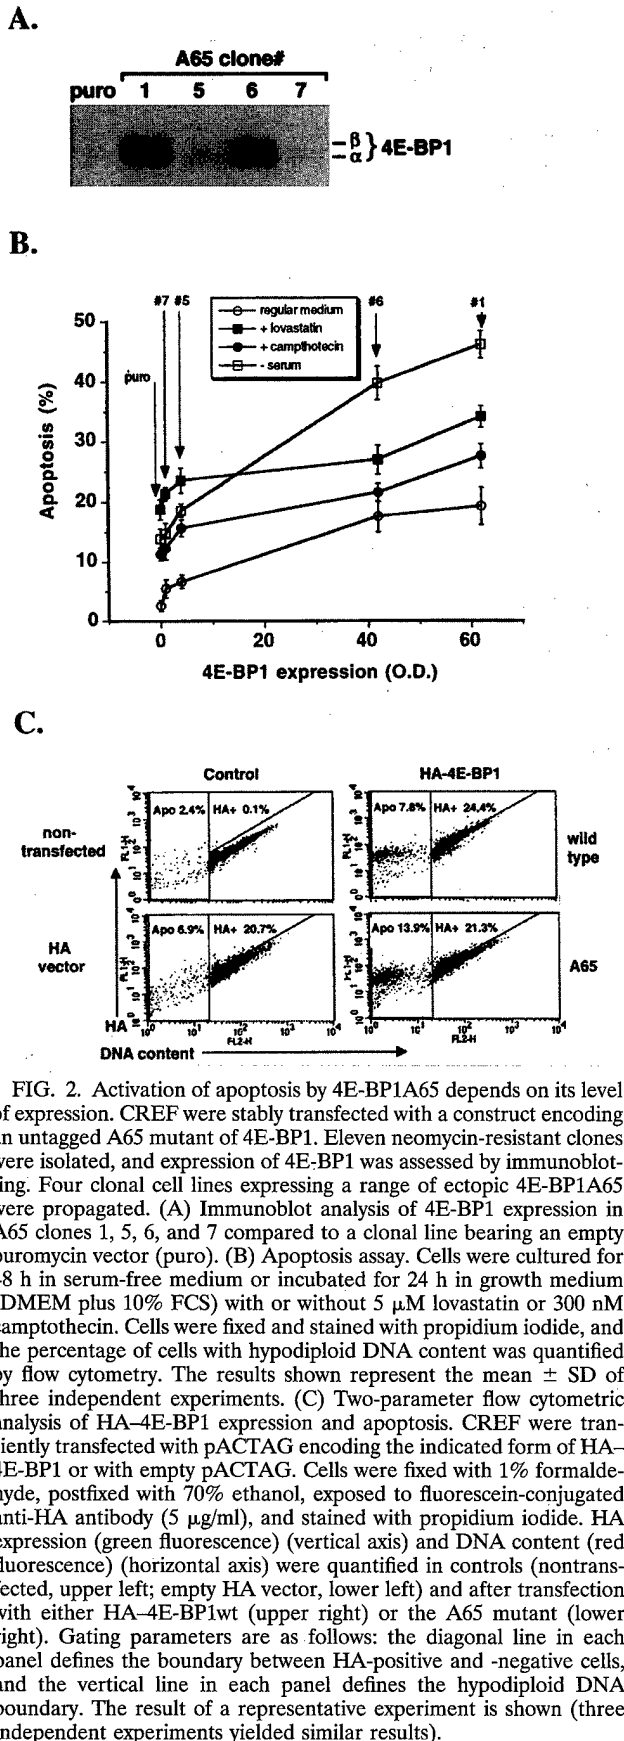 A.
A65 clone#
puro 1 5 6 7
β
α } 4E-BP1
B.
#7 #5 #6 #1
regular medium
+ lovastatin
+ campthotecin
- serum
puro
50
40
30
20
10
0
Apoptosis (%)
0 20 40 60
4E-BP1 expression (O.D.)
C.
Control HA-4E-BP1
non-
transfected
Apo 2.4% HA+ 0.1%
Apo 7.8% HA+ 24.4%
wild
type
HA
vector
Apo 6.9% HA+ 20.7%
Apo 13.9% HA+ 21.3%
A65
FL1-H
10⁰ 10¹ 10² 10³ 10⁴
FL2-H
HA
DNA content
FIG. 2. Activation of apoptosis by 4E-BP1A65 depends on its level
of expression. CREF were stably transfected with a construct encoding
n untagged A65 mutant of 4E-BP1. Eleven neomycin-resistant clones
were isolated, and expression of 4E-BP1 was assessed by immunoblot-
ing. Four clonal cell lines expressing a range of ectopic 4E-BP1A65
were propagated. (A) Immunoblot analysis of 4E-BP1 expression in
A65 clones 1, 5, 6, and 7 compared to a clonal line bearing an empty
puromycin vector (puro). (B) Apoptosis assay. Cells were cultured for
48 h in serum-free medium or incubated for 24 h in growth medium
(DMEM plus 10% FCS) with or without 5 µM lovastatin or 300 nM
camptothecin. Cells were fixed and stained with propidium iodide, and
the percentage of cells with hypodiploid DNA content was quantified
by flow cytometry. The results shown represent the mean ± SD of
three independent experiments. (C) Two-parameter flow cytometric
analysis of HA–4E-BP1 expression and apoptosis. CREF were tran-
siently transfected with pACTAG encoding the indicated form of HA–
4E-BP1 or with empty pACTAG. Cells were fixed with 1% formalde-
hyde, postfixed with 70% ethanol, exposed to fluorescein-conjugated
anti-HA antibody (5 µg/ml), and stained with propidium iodide. HA
expression (green fluorescence) (vertical axis) and DNA content (red
fluorescence) (horizontal axis) were quantified in controls (nontrans-
fected, upper left; empty HA vector, lower left) and after transfection
with either HA–4E-BP1wt (upper right) or the A65 mutant (lower
right). Gating parameters are as follows: the diagonal line in each
panel defines the boundary between HA-positive and -negative cells,
and the vertical line in each panel defines the hypodiploid DNA
boundary. The result of a representative experiment is shown (three
independent experiments yielded similar results).